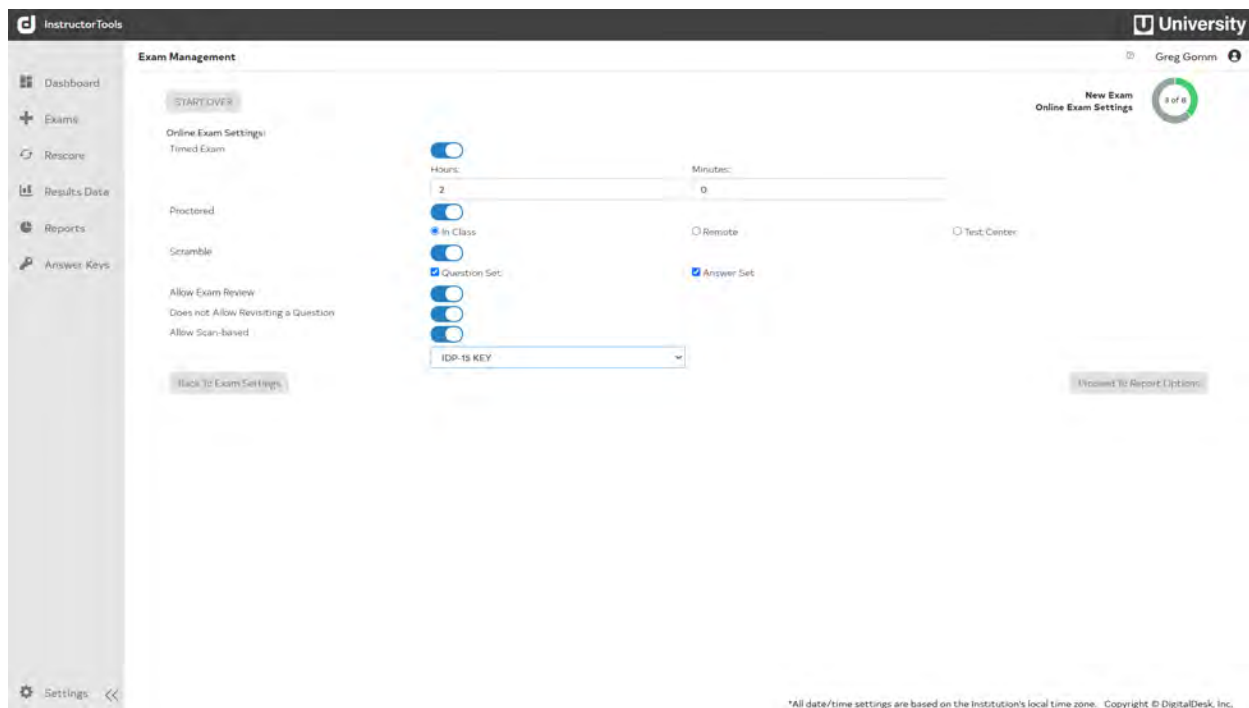 InstructorTools
University
Exam Management
Greg Gomm
Dashboard
Exams
Rescore
Results Data
Reports
Answer Keys
START OVER
New Exam
Online Exam Settings
Online Exam Settings:
Timed Exam
Hours: Minutes:
2 0
Proctored
In Class Remote Test Center
Scramble
Question Set Answer Set
Allow Exam Review
Does not Allow Revisiting a Question
Allow Scan-based
IDP-15 KEY
Back To Exam Settings
Proceed To Report Options
Settings
*All date/time settings are based on the Institution's local time zone. Copyright © DigitalDesk, Inc.